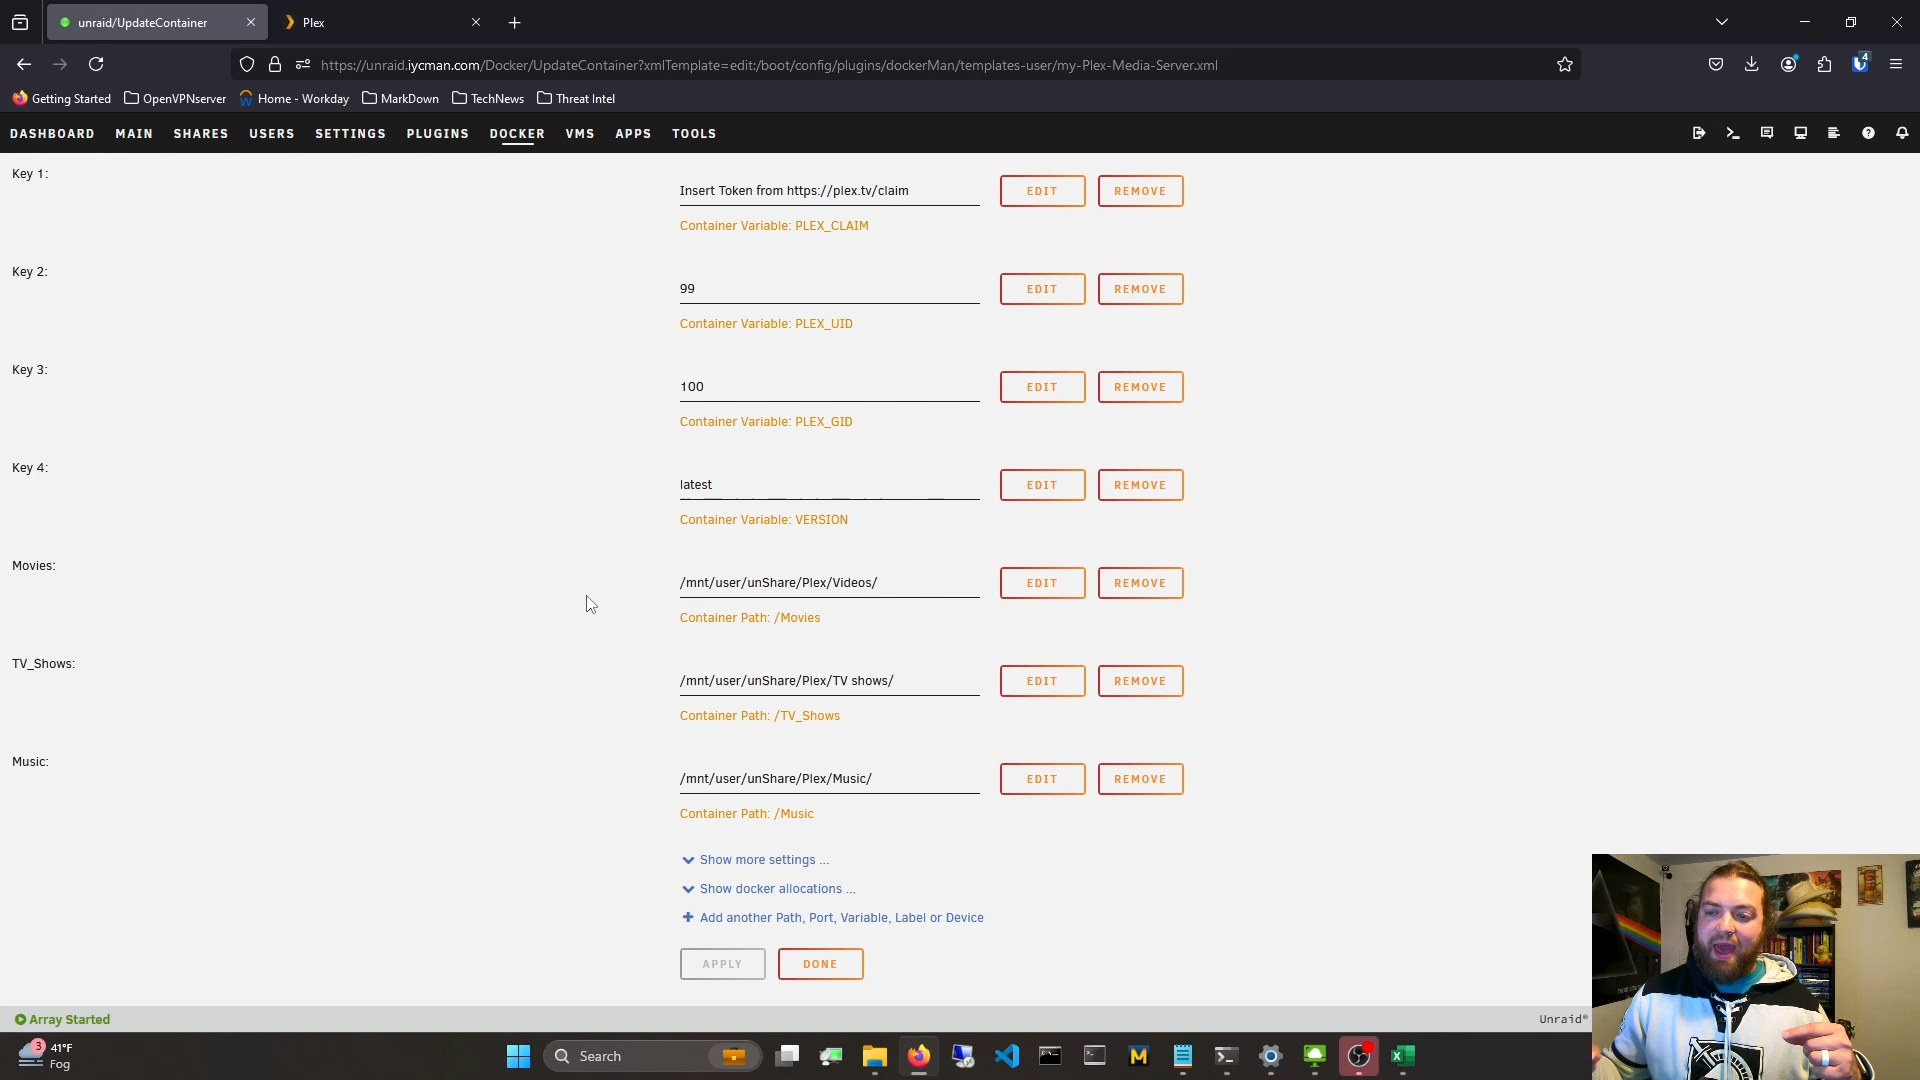 unraid/UpdateContainer
Plex
https://unraid.iycman.com/Docker/UpdateContainer?xmlTemplate=edit:/boot/config/plugins/dockerMan/templates-user/my-Plex-Media-Server.xml
4
Getting Started
OpenVPNserver
Home - Workday
MarkDown
TechNews
Threat Intel
DASHBOARD
MAIN
SHARES
USERS
SETTINGS
PLUGINS
DOCKER
VMS
APPS
TOOLS
Key 1:
Insert Token from https://plex.tv/claim
EDIT
REMOVE
Container Variable: PLEX_CLAIM
Key 2:
99
EDIT
REMOVE
Container Variable: PLEX_UID
Key 3:
100
EDIT
REMOVE
Container Variable: PLEX_GID
Key 4:
latest
EDIT
REMOVE
Container Variable: VERSION
Movies:
/mnt/user/unShare/Plex/Videos/
EDIT
REMOVE
Container Path: /Movies
TV_Shows:
/mnt/user/unShare/Plex/TV shows/
EDIT
REMOVE
Container Path: /TV_Shows
Music:
/mnt/user/unShare/Plex/Music/
EDIT
REMOVE
Container Path: /Music
Show more settings ...
Show docker allocations ...
Add another Path, Port, Variable, Label or Device
APPLY
DONE
Array Started
Unraid®
3
41°F
Fog
Search